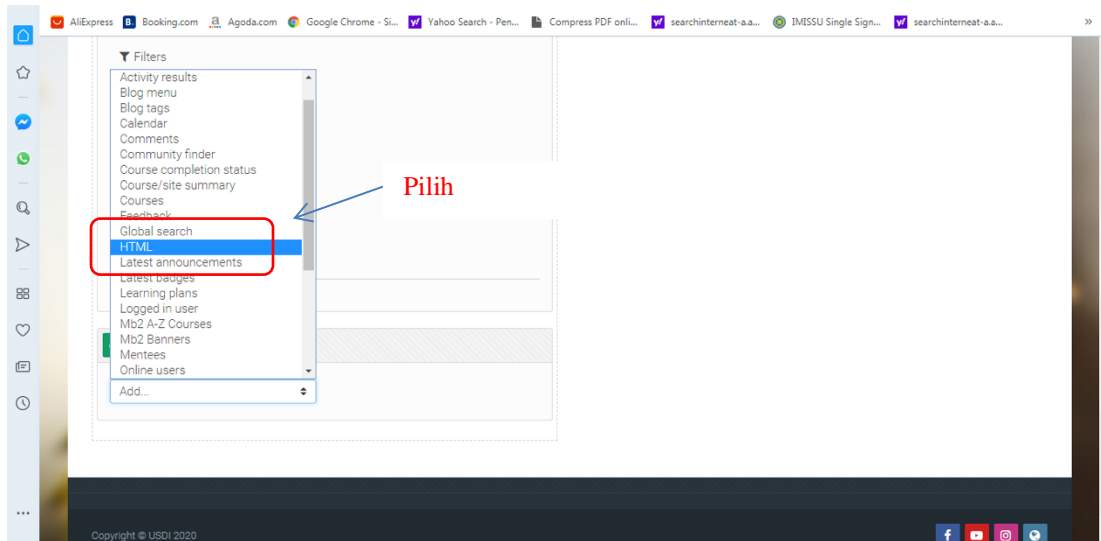 AliExpress B. Booking.com a Agoda.com Google Chrome - Si... Yahoo Search - Pen... Compress PDF onli... searchinterneat-a.a... IMISSU Single Sign... searchinterneat-a.a... »
Filters
Activity results
Blog menu
Blog tags
Calendar
Comments
Community finder
Course completion status
Course/site summary
Courses
Feedback
Global search
HTML
Latest announcements
Latest badges
Learning plans
Logged in user
Mb2 A-Z Courses
Mb2 Banners
Mentees
Online users
Add...
Pilih
Copyright © USDI 2020